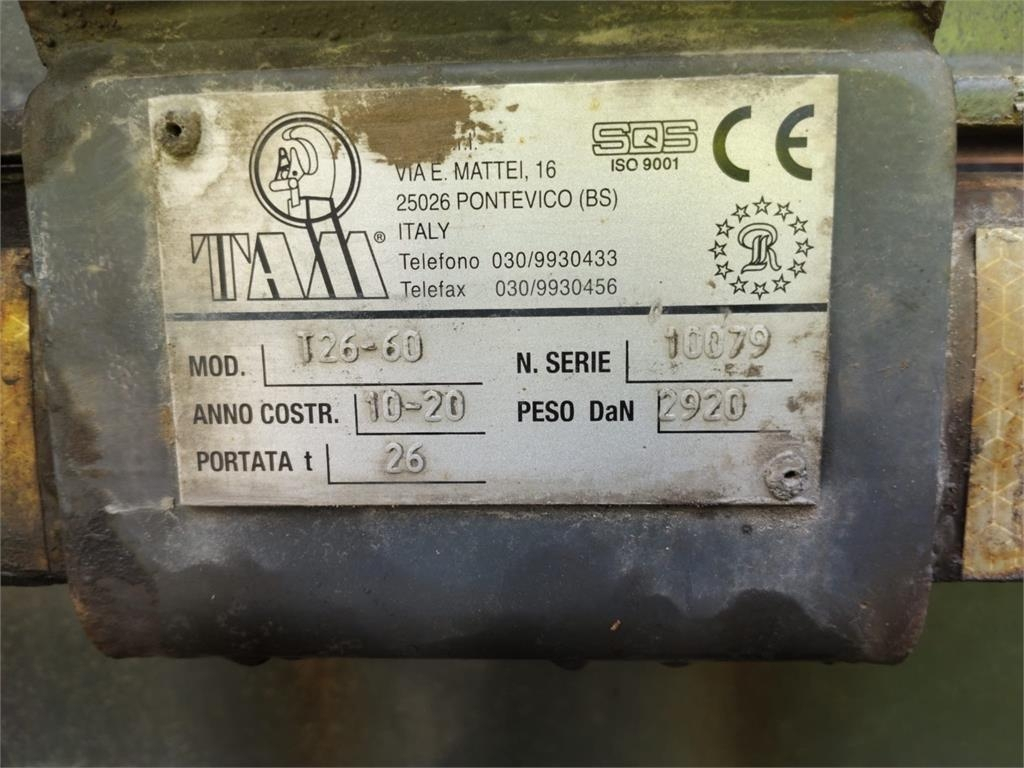 TAM®
VIA E. MATTEI, 16
25026 PONTEVICO (BS)
ITALY
Telefono 030/9930433
Telefax 030/9930456
SQS
ISO 9001
CE
R
MOD. T26-60
N. SERIE 10079
ANNO COSTR. 10-20
PESO DaN 2920
PORTATA t 26